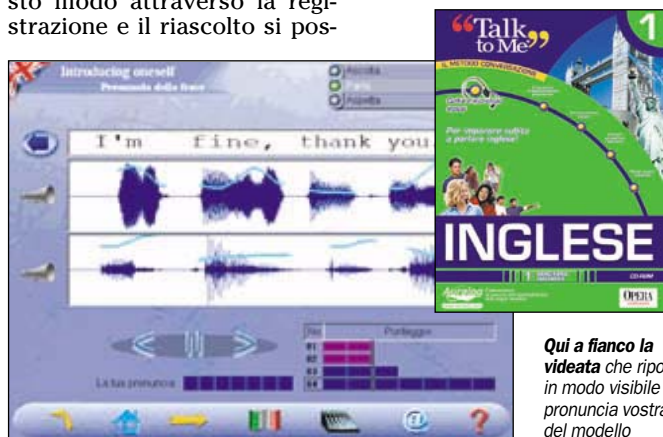 sto modo attraverso la regi-
strazione e il riascolto si pos-
Introducing oneself
Pronuncia della frase
Ascolta
Parla
Aspetta
I'm fine, thank you.
No Punteggio
01
02
03
04
La tua pronuncia
“Talk
to Me”
1
IL METODO CONVERSAZIONE
Per imparare subito
a parlare inglese!
INGLESE
1
CD-ROM
Auralog
OPERA
Qui a fianco la
videata che ripo
in modo visibile
pronuncia vostra
del modello